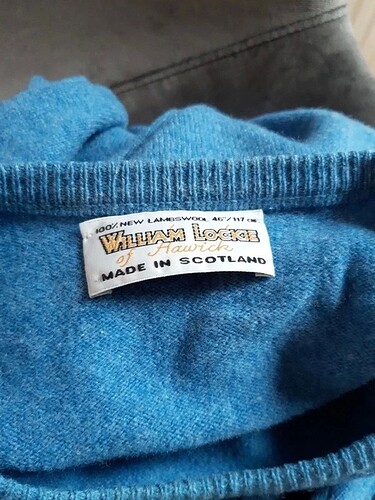 100% NEW LAMBSWOOL 46"/117 CM
WILLIAM LOCKIE
of Hawick
MADE IN SCOTLAND